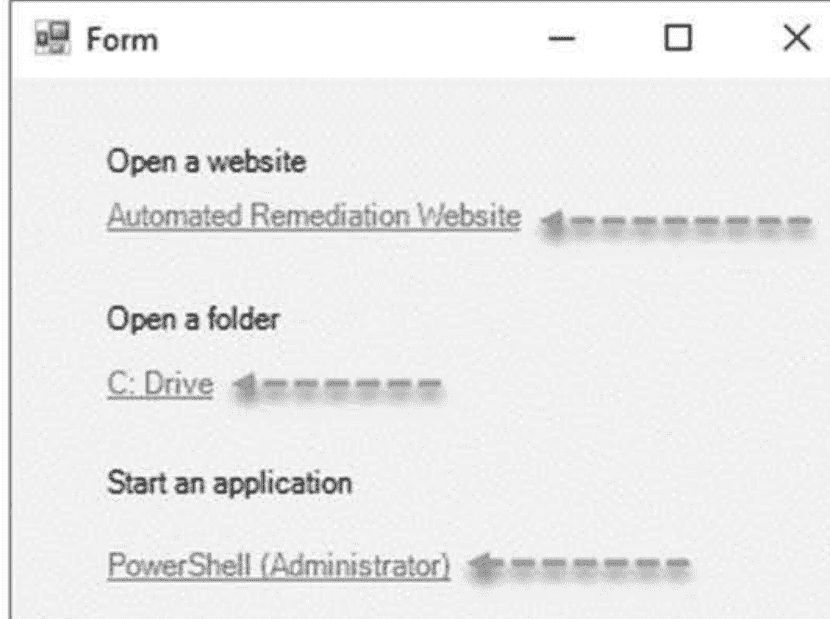 Form
Open a website
Automated Remediation Website
Open a folder
C: Drive
Start an application
PowerShell (Administrator)